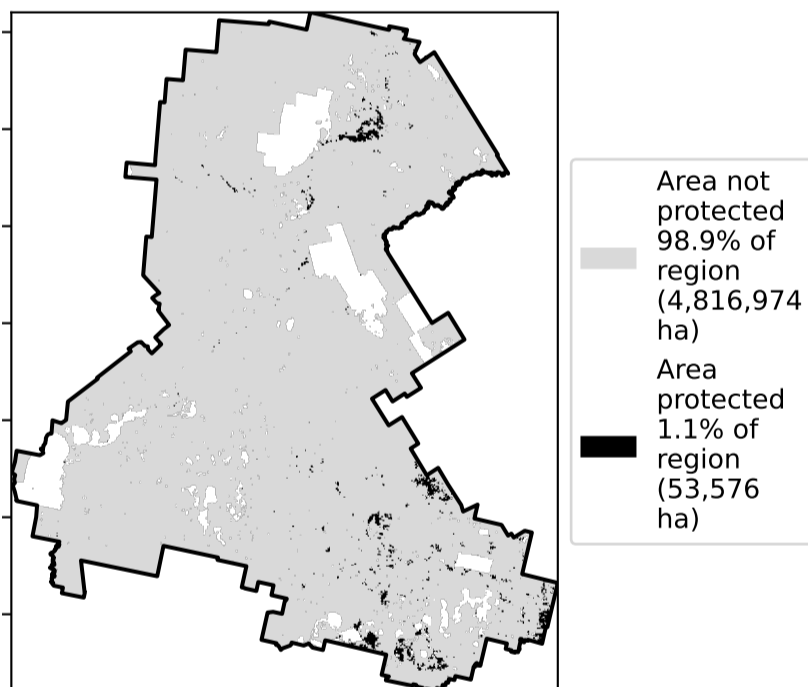 Area not
protected
98.9% of
region
(4,816,974
ha)
Area
protected
1.1% of
region
(53,576
ha)